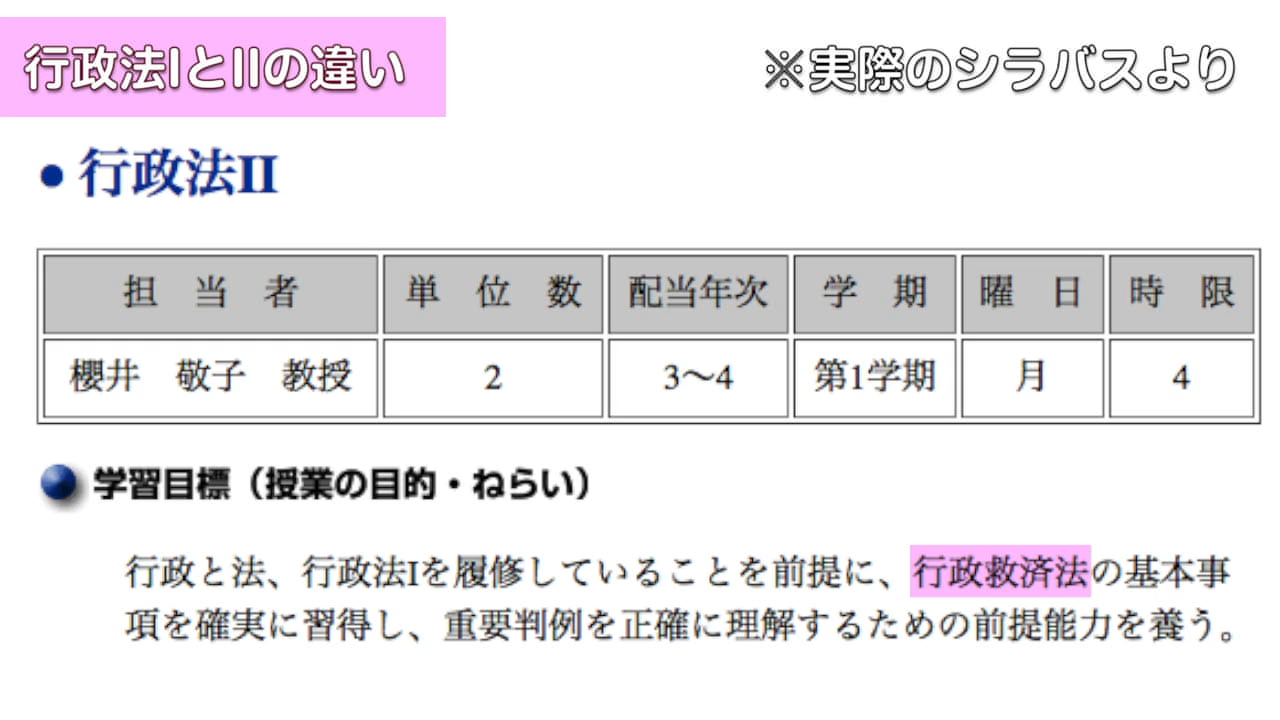 行政法IとIIの違い
※実際のシラバスより
● 行政法II
担 当 者 単 位 数 配当年次 学 期 曜 日 時 限
櫻井 敬子 教授 2 3〜4 第1学期 月 4
学習目標（授業の目的・ねらい）
行政と法、行政法Iを履修していることを前提に、行政救済法の基本事
項を確実に習得し、重要判例を正確に理解するための前提能力を養う。